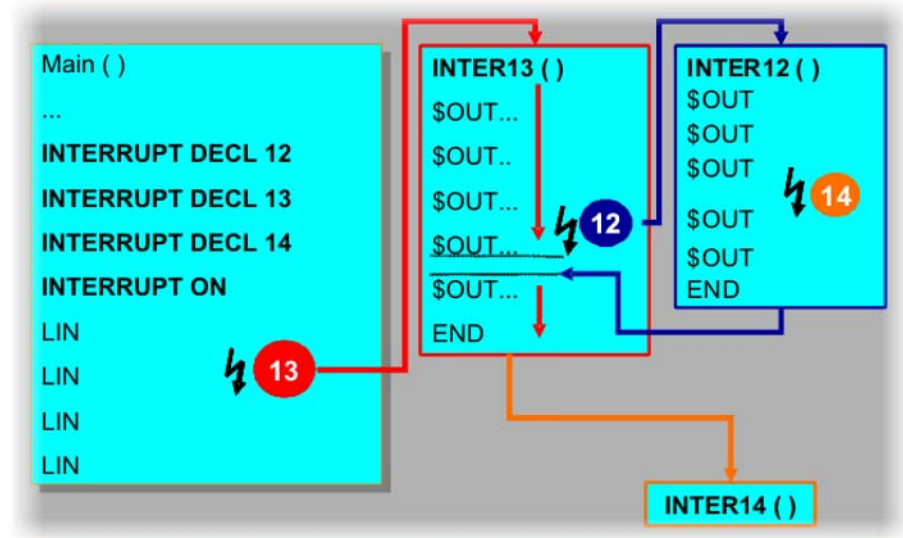 Main ( )
...
INTERRUPT DECL 12
INTERRUPT DECL 13
INTERRUPT DECL 14
INTERRUPT ON
LIN
LIN
LIN
LIN
13
INTER13 ( )
$OUT...
$OUT..
$OUT...
$OUT...
$OUT...
END
12
INTER12 ( )
$OUT
$OUT
$OUT
$OUT
$OUT
END
14
INTER14 ( )